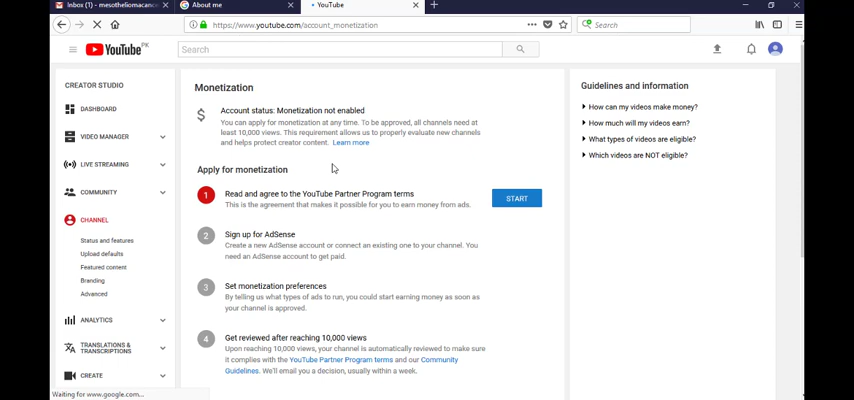 Inbox (1) - mesotheliomacanc
About me
YouTube
https://www.youtube.com/account_monetization
Search
YouTube PK
Search
CREATOR STUDIO
DASHBOARD
VIDEO MANAGER
LIVE STREAMING
COMMUNITY
CHANNEL
Status and features
Upload defaults
Featured content
Branding
Advanced
ANALYTICS
TRANSLATIONS &
TRANSCRIPTIONS
CREATE
Waiting for www.google.com...
Monetization
$
Account status: Monetization not enabled
You can apply for monetization at any time. To be approved, all channels need at
least 10,000 views. This requirement allows us to properly evaluate new channels
and helps protect creator content. Learn more
Apply for monetization
1 Read and agree to the YouTube Partner Program terms
This is the agreement that makes it possible for you to earn money from ads.
START
2 Sign up for AdSense
Create a new AdSense account or connect an existing one to your channel. You
need an AdSense account to get paid.
3 Set monetization preferences
By telling us what types of ads to run, you could start earning money as soon as
your channel is approved.
4 Get reviewed after reaching 10,000 views
Upon reaching 10,000 views, your channel is automatically reviewed to make sure
it complies with the YouTube Partner Program terms and our Community
Guidelines. We'll email you a decision, usually within a week.
Guidelines and information
How can my videos make money?
How much will my videos earn?
What types of videos are eligible?
Which videos are NOT eligible?